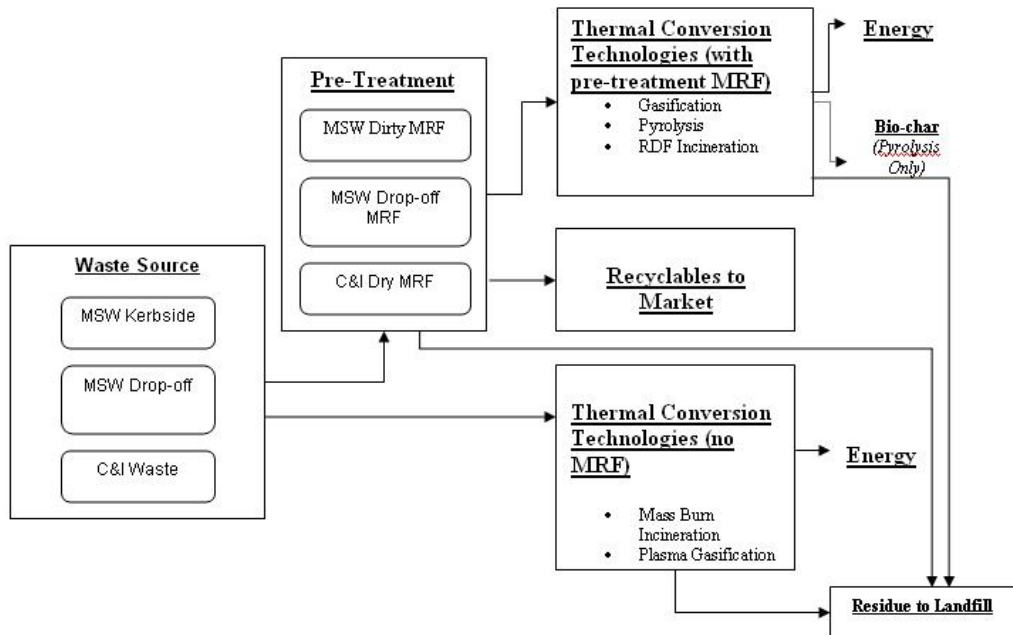 Waste Source
MSW Kerbside
MSW Drop-off
C&I Waste
Pre-Treatment
MSW Dirty MRF
MSW Drop-off
MRF
C&I Dry MRF
Thermal Conversion
Technologies (with
pre-treatment MRF)
• Gasification
• Pyrolysis
• RDF Incineration
Energy
Bio-char
(Pyrolysis
Only)
Recyclables to
Market
Thermal Conversion
Technologies (no
MRF)
• Mass Burn
Incineration
• Plasma Gasification
Energy
Residue to Landfill